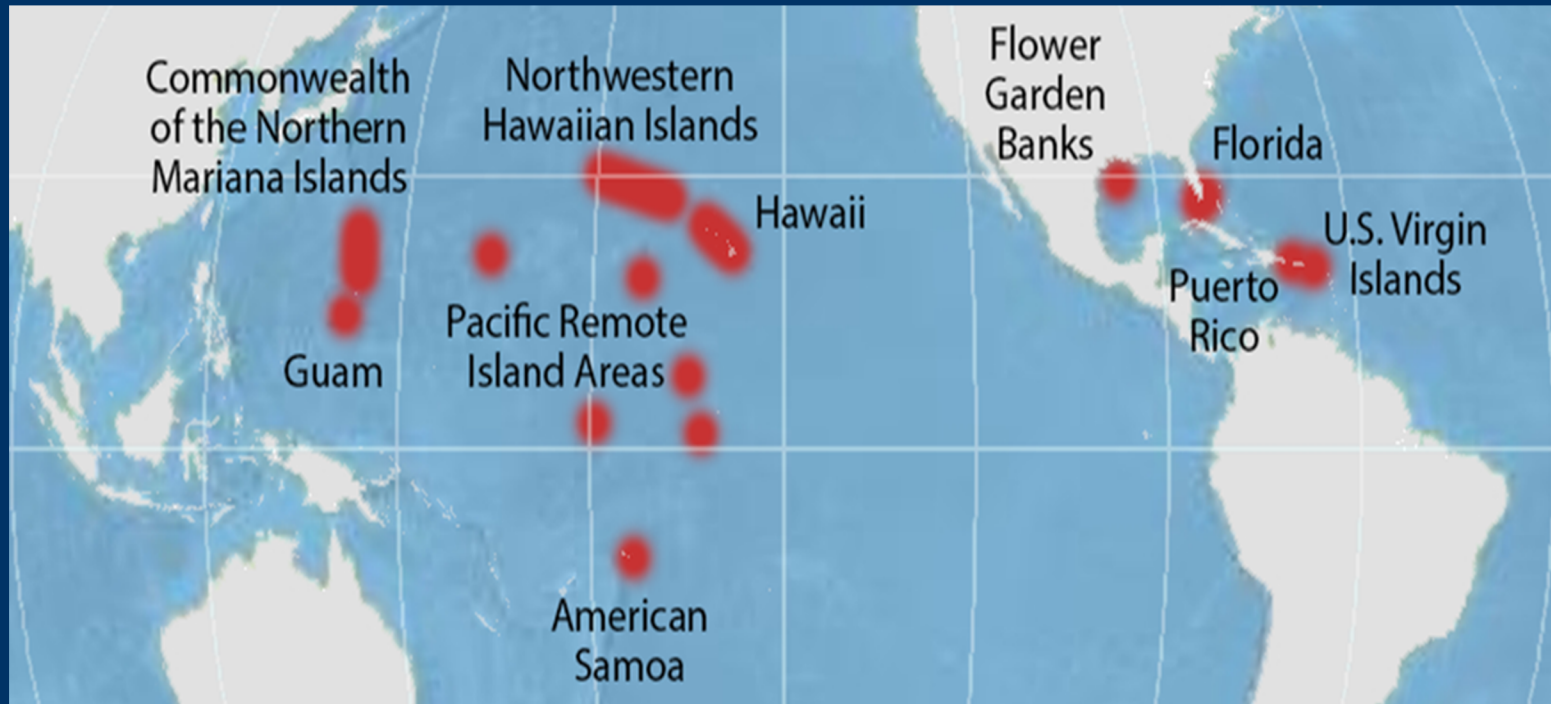 Commonwealth
of the Northern
Mariana Islands
Northwestern
Hawaiian Islands
Hawaii
Flower
Garden
Banks
Florida
U.S. Virgin
Islands
Puerto
Rico
Guam
Pacific Remote
Island Areas
American
Samoa